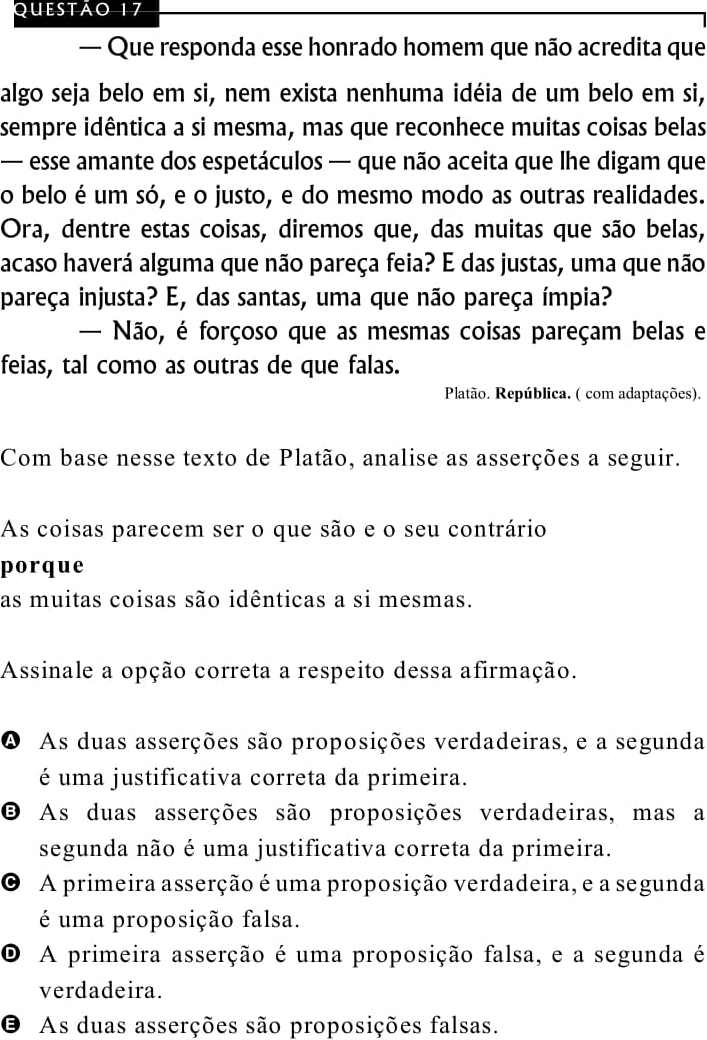 QUESTÃO 17
— Que responda esse honrado homem que não acredita que
algo seja belo em si, nem exista nenhuma idéia de um belo em si,
sempre idêntica a si mesma, mas que reconhece muitas coisas belas
— esse amante dos espetáculos — que não aceita que lhe digam que
o belo é um só, e o justo, e do mesmo modo as outras realidades.
Ora, dentre estas coisas, diremos que, das muitas que são belas,
acaso haverá alguma que não pareça feia? E das justas, uma que não
pareça injusta? E, das santas, uma que não pareça ímpia?
— Não, é forçoso que as mesmas coisas pareçam belas e
feias, tal como as outras de que falas.
Platão. República. ( com adaptações).
Com base nesse texto de Platão, analise as asserções a seguir.
As coisas parecem ser o que são e o seu contrário
porque
as muitas coisas são idênticas a si mesmas.
Assinale a opção correta a respeito dessa afirmação.
A As duas asserções são proposições verdadeiras, e a segunda
é uma justificativa correta da primeira.
B As duas asserções são proposições verdadeiras, mas a
segunda não é uma justificativa correta da primeira.
C A primeira asserção é uma proposição verdadeira, e a segunda
é uma proposição falsa.
D A primeira asserção é uma proposição falsa, e a segunda é
verdadeira.
E As duas asserções são proposições falsas.